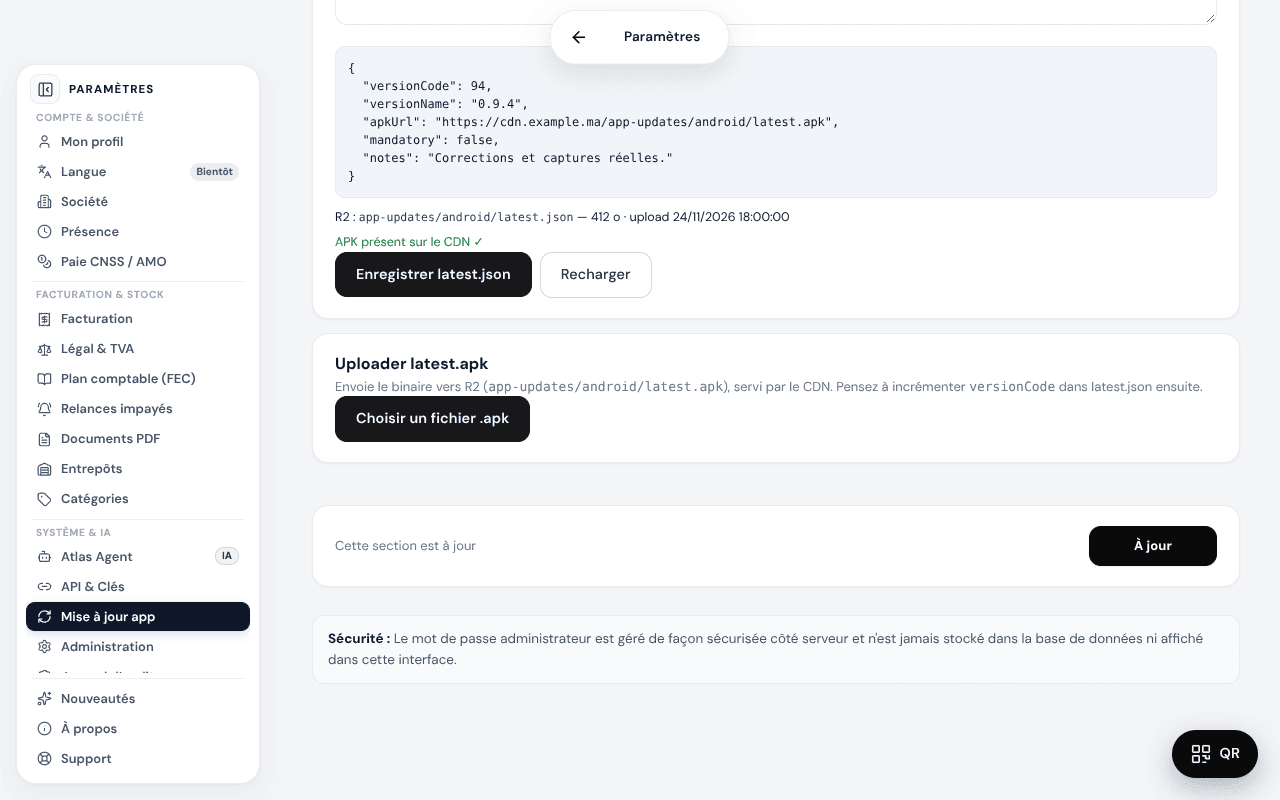 PARAMÈTRES
COMPTE & SOCIÉTÉ
Mon profil
Langue
Bientôt
Société
Présence
Paie CNSS / AMO
FACTURATION & STOCK
Facturation
Légal & TVA
Plan comptable (FEC)
Relances impayés
Documents PDF
Entrepôts
Catégories
SYSTÈME & IA
Atlas Agent
IA
API & Clés
Mise à jour app
Administration
Nouveautés
À propos
Support
Paramètres
{
"versionCode": 94,
"versionName": "0.9.4",
"apkUrl": "https://cdn.example.ma/app-updates/android/latest.apk",
"mandatory": false,
"notes": "Corrections et captures réelles."
}
R2 : app-updates/android/latest.json — 412 o · upload 24/11/2026 18:00:00
APK présent sur le CDN ✓
Enregistrer latest.json
Recharger
Uploader latest.apk
Envoie le binaire vers R2 (app-updates/android/latest.apk), servi par le CDN. Pensez à incrémenter versionCode dans latest.json ensuite.
Choisir un fichier .apk
Cette section est à jour
À jour
Sécurité : Le mot de passe administrateur est géré de façon sécurisée côté serveur et n'est jamais stocké dans la base de données ni affiché
dans cette interface.
QR